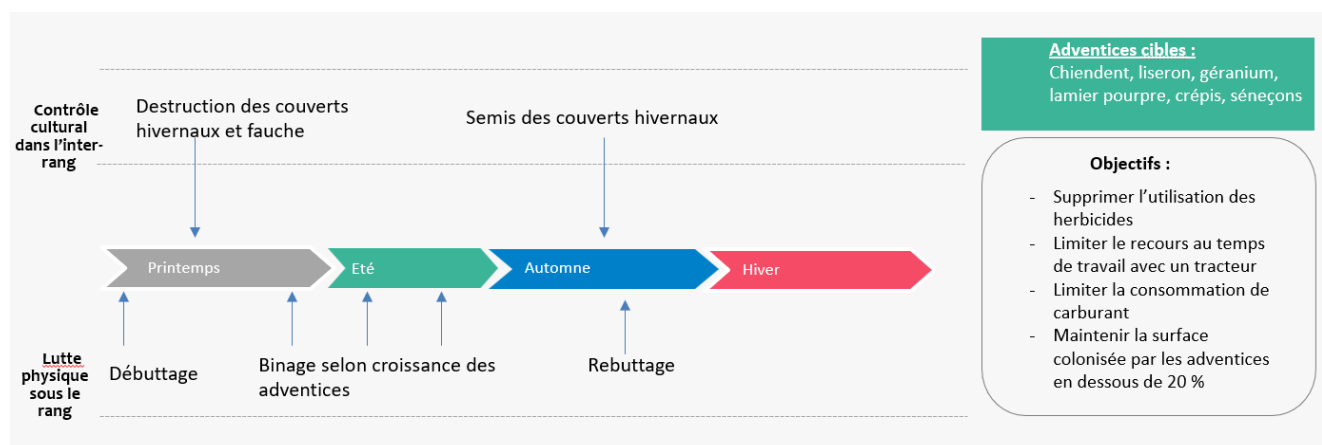 Contrôle
cultural
dans l'inter-
rang
Destruction des couverts
hivernaux et fauche
Semis des couverts hivernaux
Printemps
Eté
Automne
Hiver
Lutte
physique
sous le
rang
Débuttage
Binage selon croissance des
adventices
Rebuttage
Adventices cibles :
Chiendent, liseron, géranium,
lamier pourpre, crépis, séneçons
Objectifs :
- Supprimer l'utilisation des
herbicides
- Limiter le recours au temps
de travail avec un tracteur
- Limiter la consommation de
carburant
- Maintenir la surface
colonisée par les adventices
en dessous de 20 %